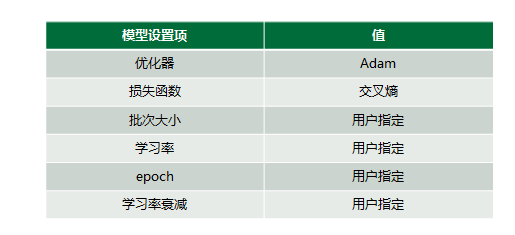 模型设置项 值
优化器 Adam
损失函数 交叉熵
批次大小 用户指定
学习率 用户指定
epoch 用户指定
学习率衰减 用户指定